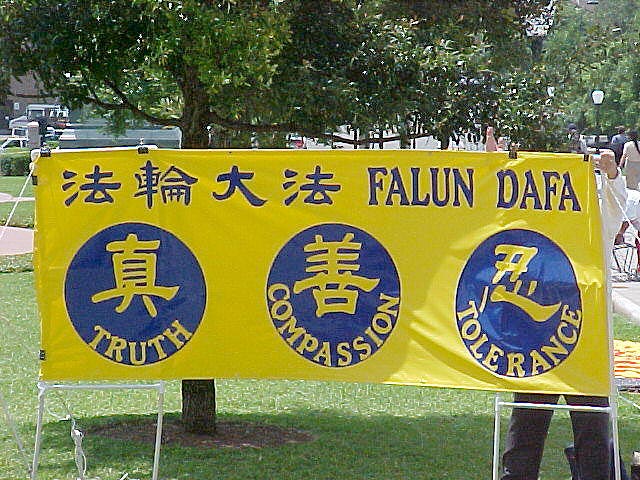 法輪大法 FALUN DAFA
真
TRUTH
善
COMPASSION
忍
TOLERANCE